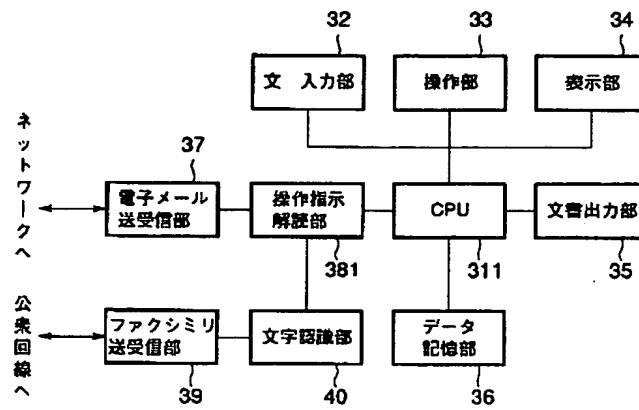 32
33
34
文 入力部
操作部
表示部
ネットワークへ
37
電子メール
送受信部
操作指示
解読部
CPU
文書出力部
381
311
35
公衆回線へ
ファクシミリ
送受信部
文字認識部
データ
記憶部
39
40
36